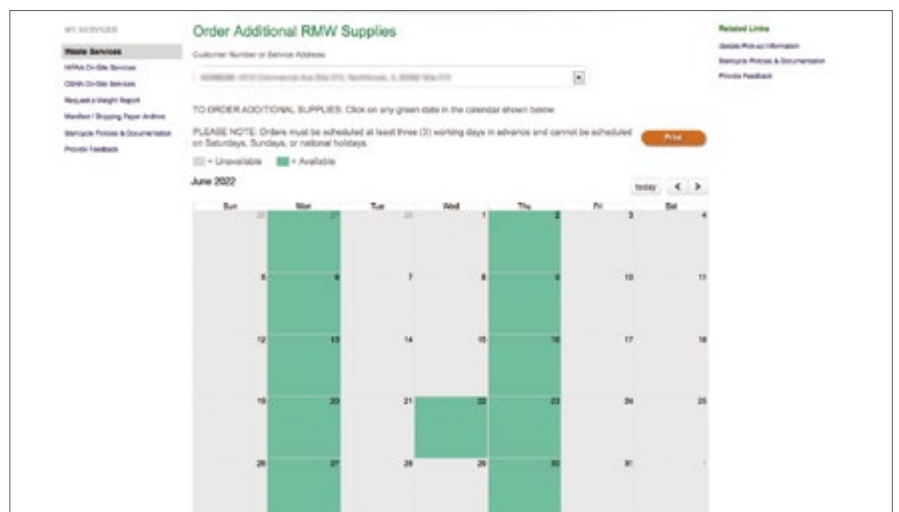 MY SERVICES
Waste Services
HIPAA On-Site Services
OSHA On-Site Services
Request a Weight Report
Manifest / Shipping Paper Archive
Stericycle Policies & Documentation
Provide Feedback
Order Additional RMW Supplies
Customer Number or Service Address
TO ORDER ADDITIONAL SUPPLIES: Click on any green date in the calendar shown below.
PLEASE NOTE: Orders must be scheduled at least three (3) working days in advance and cannot be scheduled
on Saturdays, Sundays, or national holidays.
Print
= Unavailable = Available
June 2022
today < >
Sun Mon Tue Wed Thu Fri Sat
27 1 2 3 4
5 6 7 8 9 10 11
12 13 14 15 16 17 18
19 20 21 22 23 24 25
26 27 28 29 30 31 1
Related Links
Update Pick-up Information
Stericycle Policies & Documentation
Provide Feedback